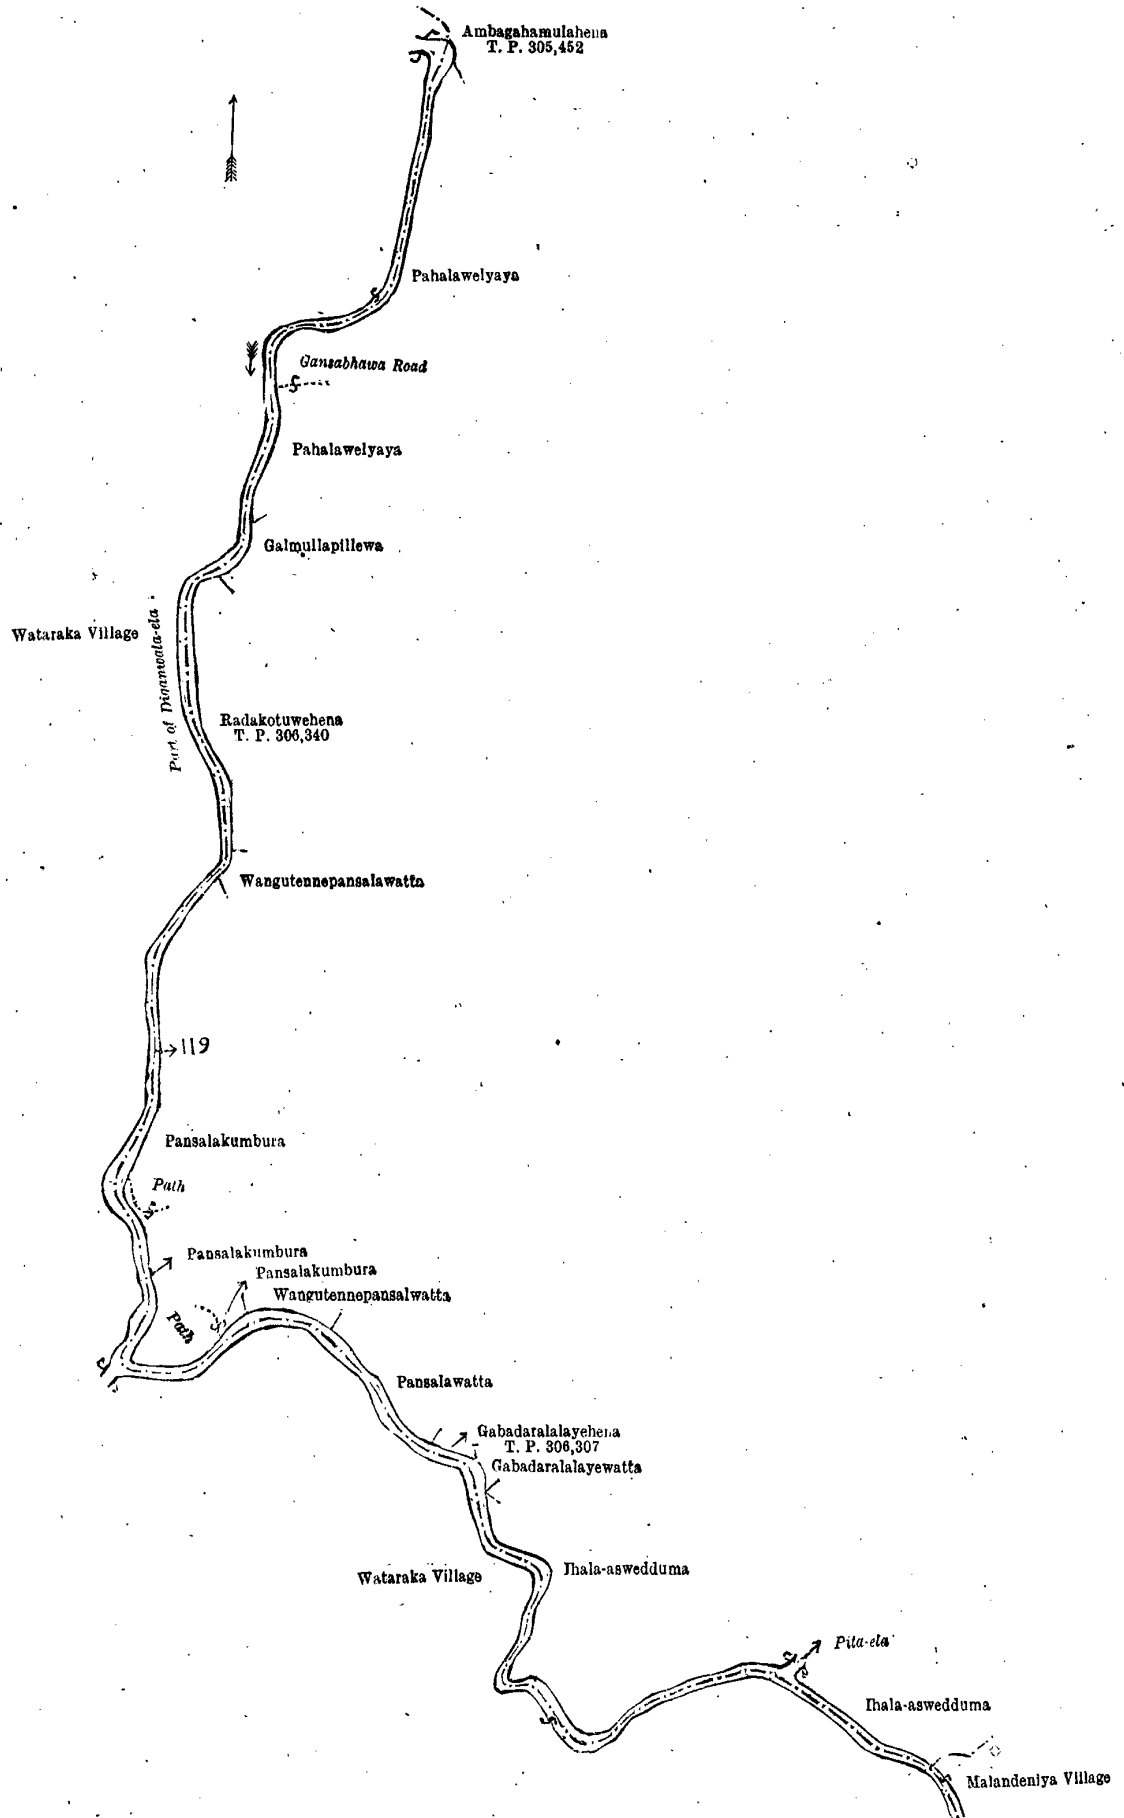 Ambagahamulahena
T. P. 305,452
Pahalawelyaya
Gansabhawa Road
Pahalawelyaya
Galmullapillewa
Wataraka Village
Part of Diganwala-ela
Radakotuwehena
T. P. 306,340
Wangutennepansalawatta
119
Pansalakumbura
Path
Pansalakumbura
Pansalakumbura
Wangutennepansalwatta
Path
Pansalawatta
Gabadaralalayehena
T. P. 306,307
Gabadaralalayewatta
Ihala-aswedduma
Wataraka Village
Pita-ela
Ihala-aswedduma
Malandeniya Village